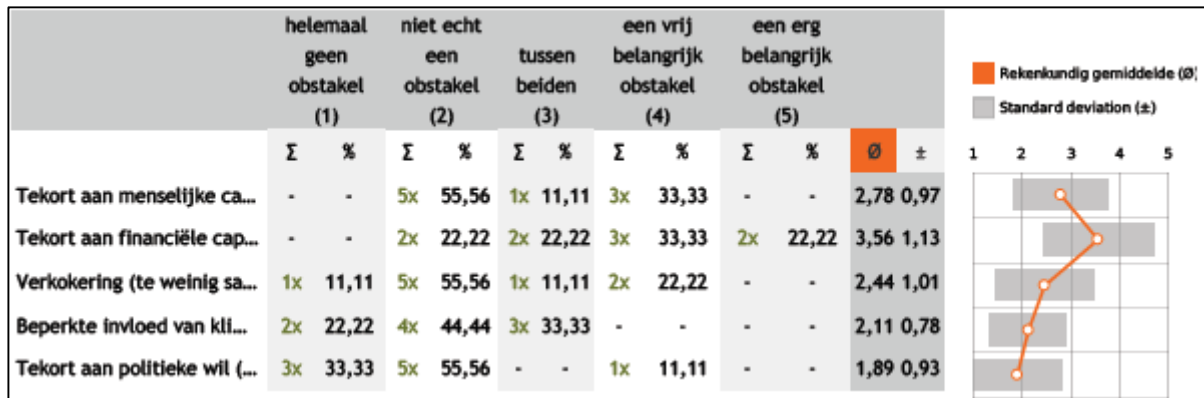 helemaal geen obstakel (1) niet echt een obstakel (2) tussen beiden (3) een vrij belangrijk obstakel (4) een erg belangrijk obstakel (5)
Rekenkundig gemiddelde (Ø)
Standard deviation (±)
Σ % Σ % Σ % Σ % Σ % Ø ±
1 2 3 4 5
Tekort aan menselijke ca... - - 5x 55,56 1x 11,11 3x 33,33 - - 2,78 0,97
Tekort aan financiële cap... - - 2x 22,22 2x 22,22 3x 33,33 2x 22,22 3,56 1,13
Verkokering (te weinig sa... 1x 11,11 5x 55,56 1x 11,11 2x 22,22 - - 2,44 1,01
Beperkte invloed van kli... 2x 22,22 4x 44,44 3x 33,33 - - - - 2,11 0,78
Tekort aan politieke wil (... 3x 33,33 5x 55,56 - - 1x 11,11 - - 1,89 0,93